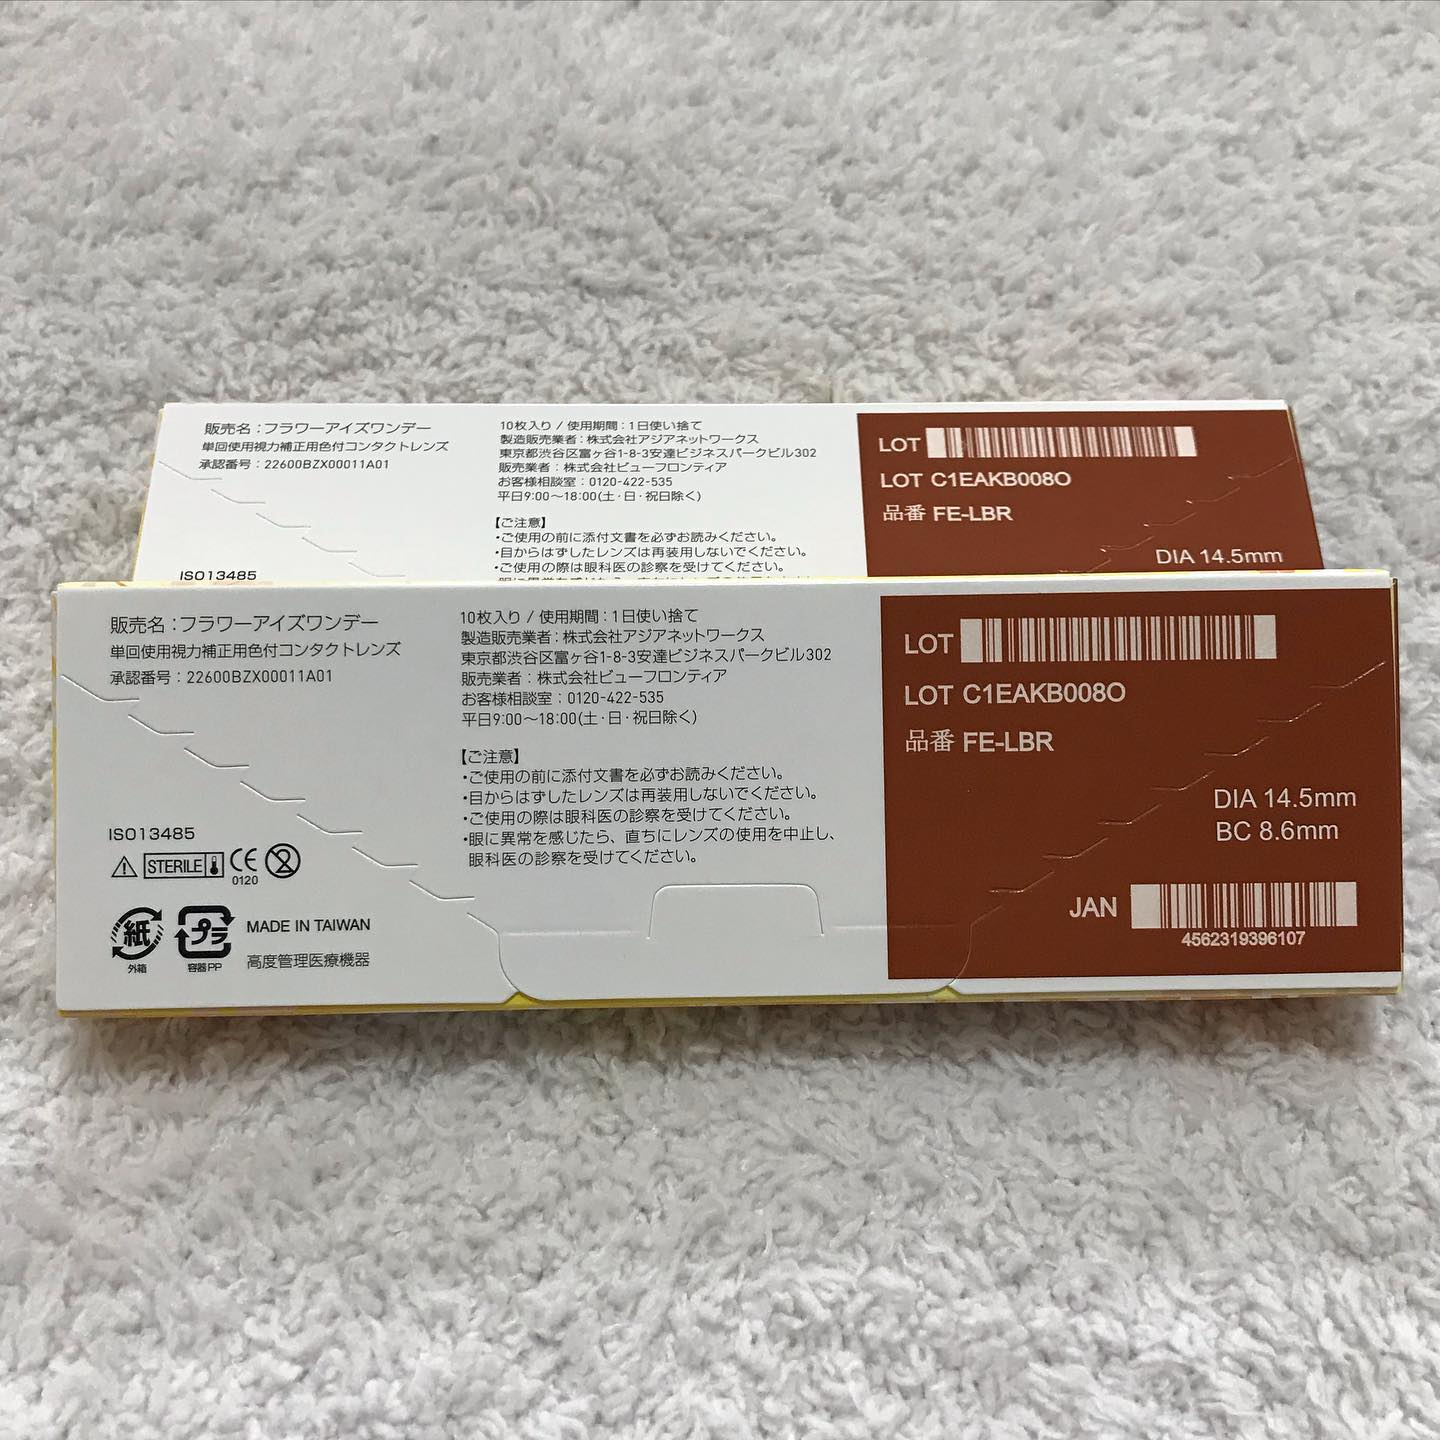 販売名:フラワーアイズワンデー
単回使用視力補正用色付コンタクトレンズ
承認番号:22600BZX00011A01
ISO13485
10枚入り / 使用期間:1日使い捨て
製造販売業者:株式会社アジアネットワークス
東京都渋谷区富ヶ谷1-8-3安達ビジネスパークビル302
販売業者:株式会社ビューフロンティア
お客様相談室:0120-422-535
平日9:00〜18:00(土・日・祝日除く)
【ご注意】
・ご使用の前に添付文書を必ずお読みください。
・目からはずしたレンズは再装用しないでください。
・ご使用の際は眼科医の診察を受けてください。
LOT
LOT C1EAKB008O
品番 FE-LBR
DIA 14.5mm
販売名:フラワーアイズワンデー
単回使用視力補正用色付コンタクトレンズ
承認番号:22600BZX00011A01
ISO13485
STERILE
CE
0120
2
紙
外箱
プラ
容器PP
MADE IN TAIWAN
高度管理医療機器
10枚入り / 使用期間:1日使い捨て
製造販売業者:株式会社アジアネットワークス
東京都渋谷区富ヶ谷1-8-3安達ビジネスパークビル302
販売業者:株式会社ビューフロンティア
お客様相談室:0120-422-535
平日9:00〜18:00(土・日・祝日除く)
【ご注意】
・ご使用の前に添付文書を必ずお読みください。
・目からはずしたレンズは再装用しないでください。
・ご使用の際は眼科医の診察を受けてください。
・眼に異常を感じたら、直ちにレンズの使用を中止し、
眼科医の診察を受けてください。
LOT
LOT C1EAKB008O
品番 FE-LBR
DIA 14.5mm
BC 8.6mm
JAN
4562319396107